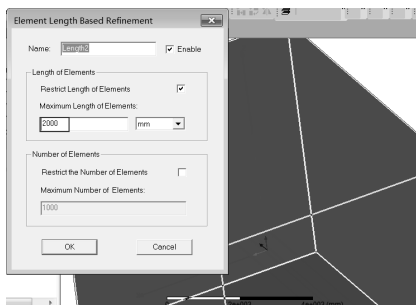 Element Length Based Refinement
Name: Length2 Enable
Length of Elements
Restrict Length of Elements
Maximum Length of Elements:
2000 mm
Number of Elements
Restrict the Number of Elements
Maximum Number of Elements:
1000
OK Cancel